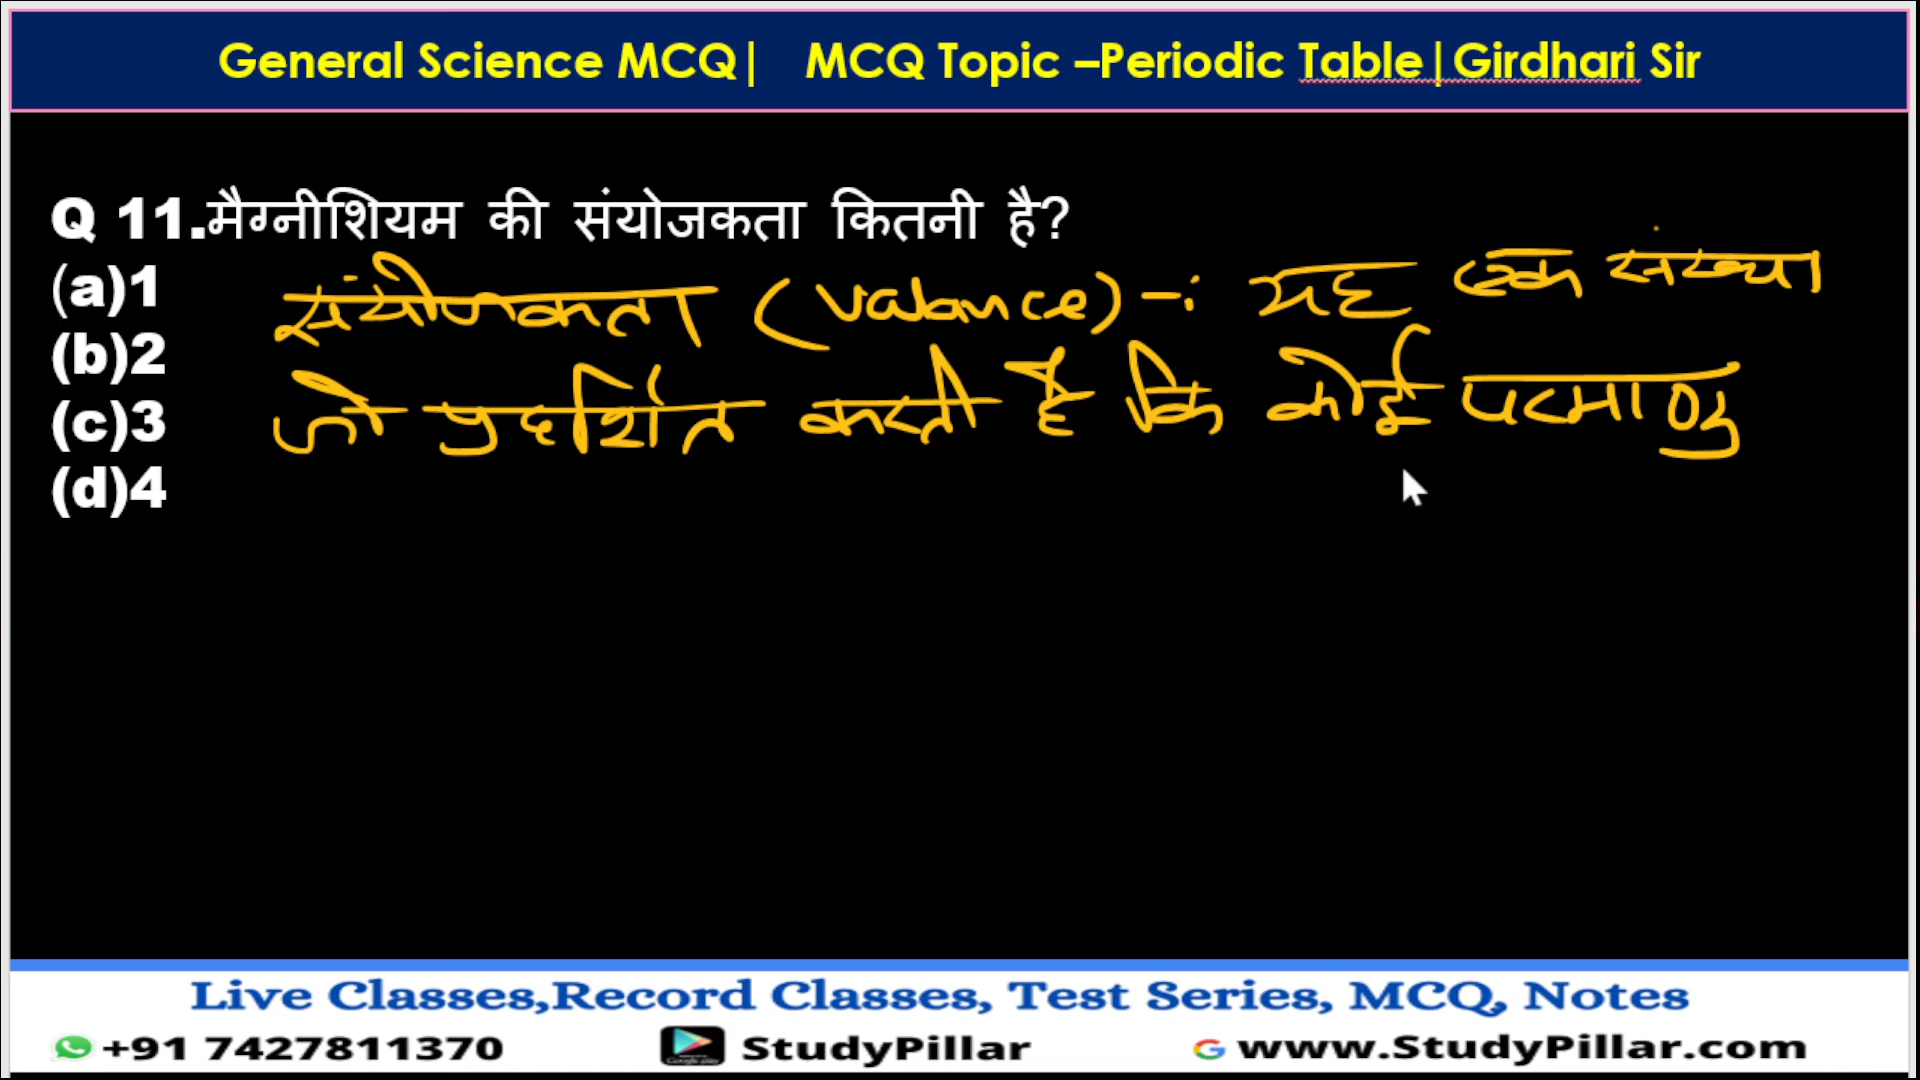 General Science MCQ| MCQ Topic –Periodic Table|Girdhari Sir
Q 11.मैग्नीशियम की संयोजकता कितनी है?
(a)1
(b)2
(c)3
(d)4
संयोजकता (valance) -: यह एक संख्या
जो प्रदर्शित करती है कि कोई परमाणु
Live Classes,Record Classes, Test Series, MCQ, Notes
+91 7427811370 StudyPillar www.StudyPillar.com